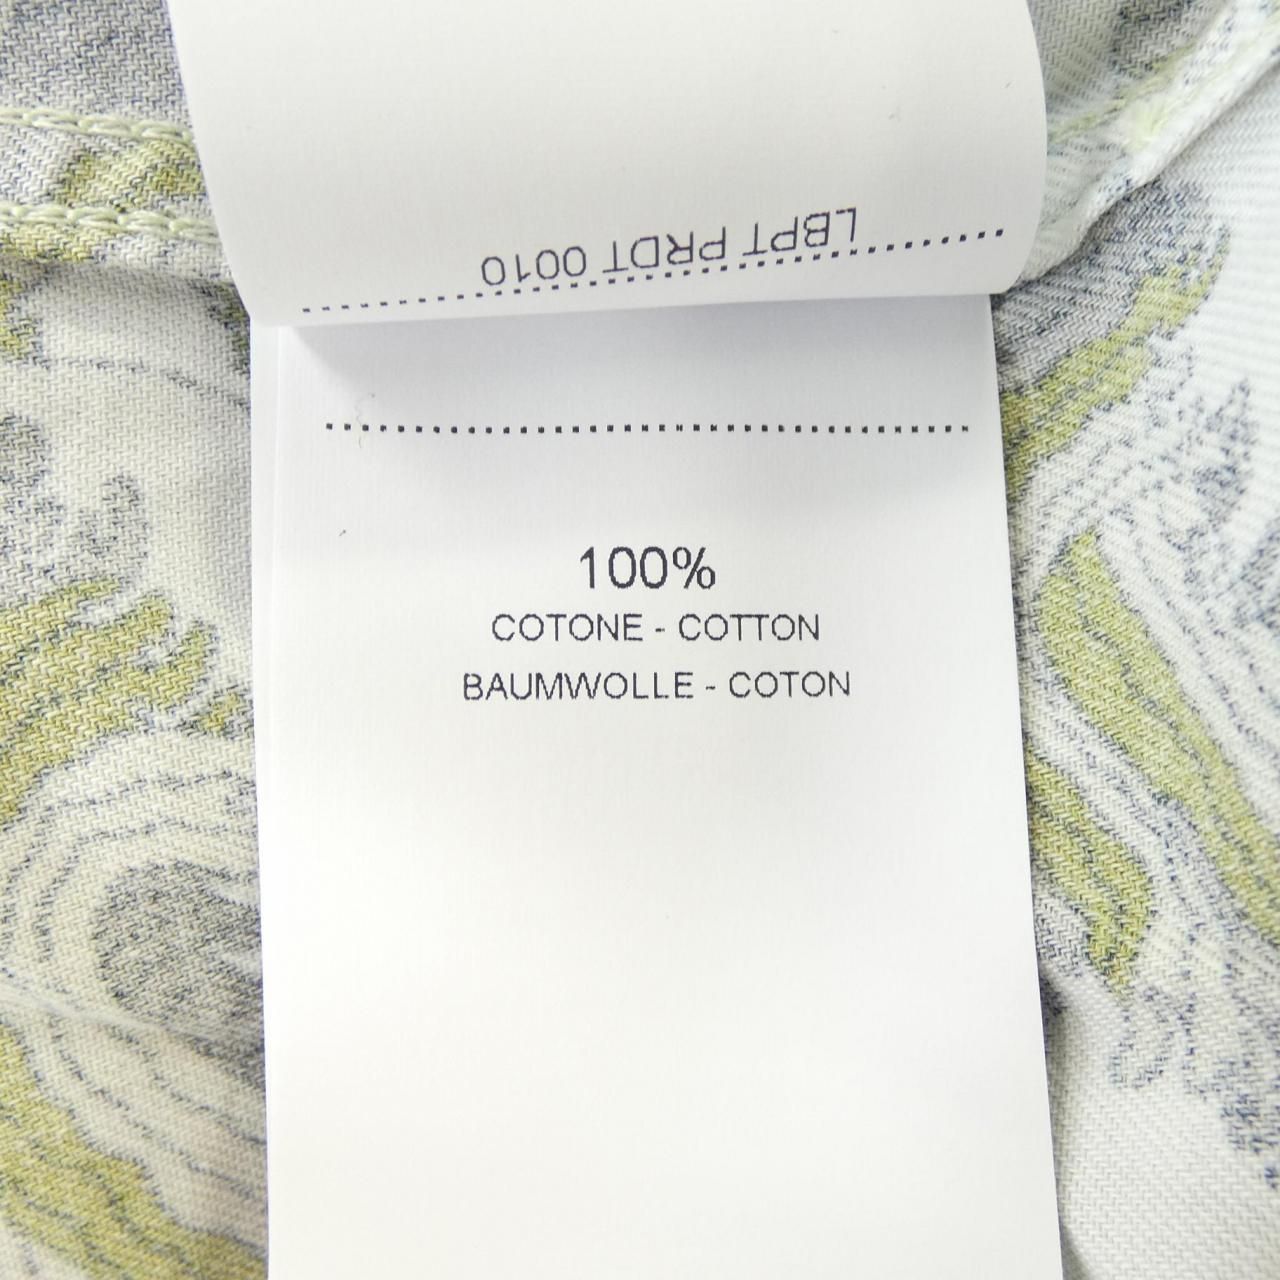 LBPT PRDT 0010
100%
COTONE - COTTON
BAUMWOLLE - COTON